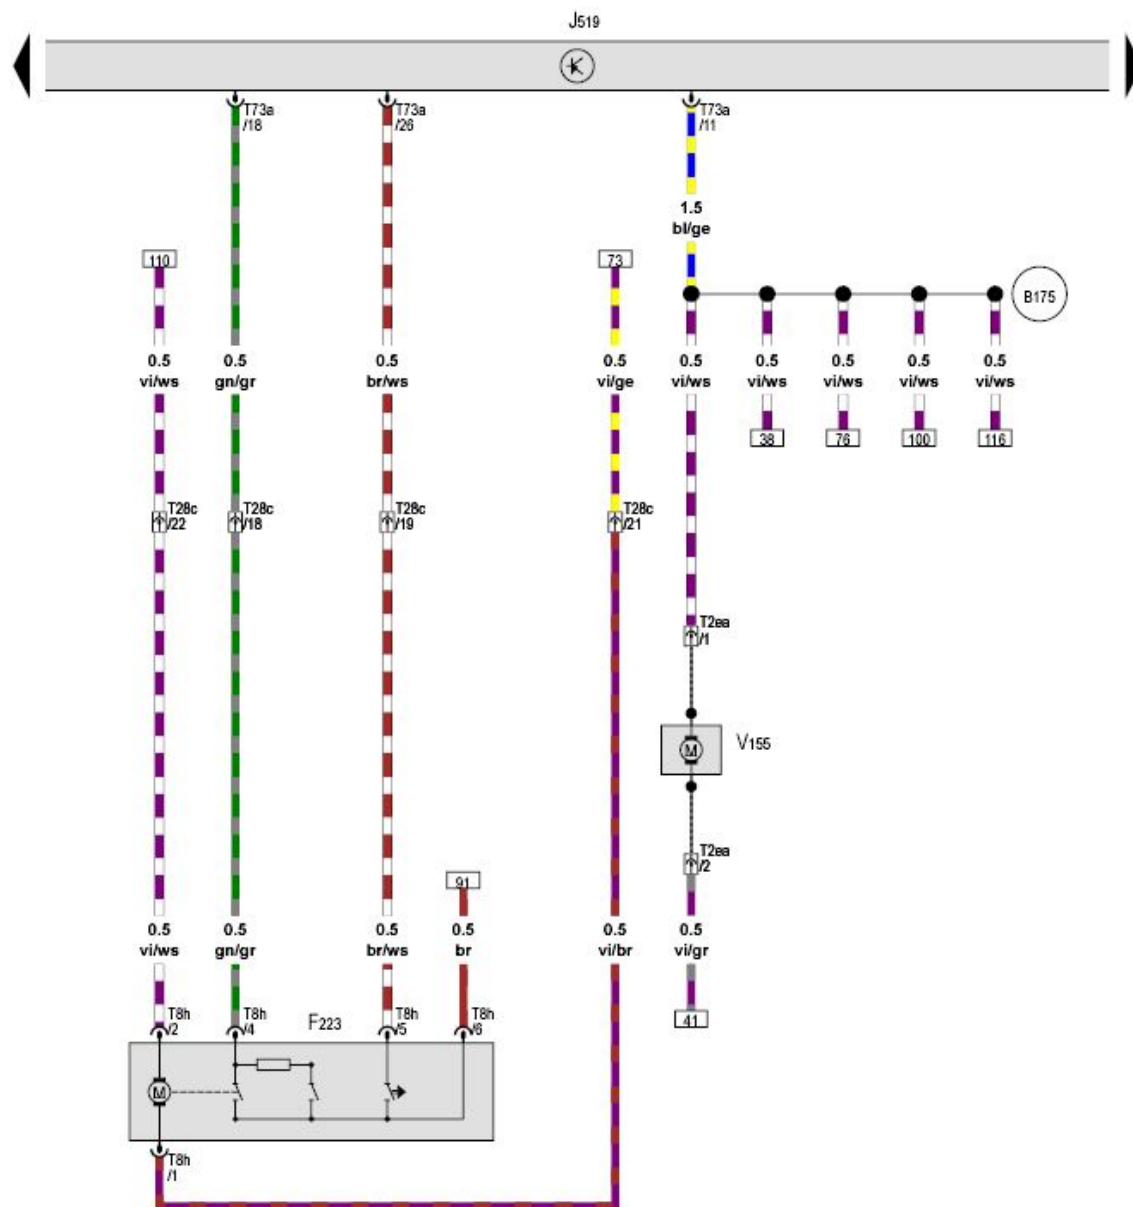 J519
T73a
/18
T73a
/26
T73a
/11
1.5
bl/ge
110
73
B175
0.5
vi/ws
0.5
gn/gr
0.5
br/ws
0.5
vi/ge
0.5
vi/ws
0.5
vi/ws
0.5
vi/ws
0.5
vi/ws
0.5
vi/ws
38
76
100
116
T28c
/22
T28c
/18
T28c
/19
T28c
/21
T2ea
/1
M
V155
T2ea
/2
91
0.5
vi/ws
0.5
gn/gr
0.5
br/ws
0.5
br
0.5
vi/br
0.5
vi/gr
T8h
/2
T8h
/4
F223
T8h
/5
T8h
/6
41
M
T8h
/1